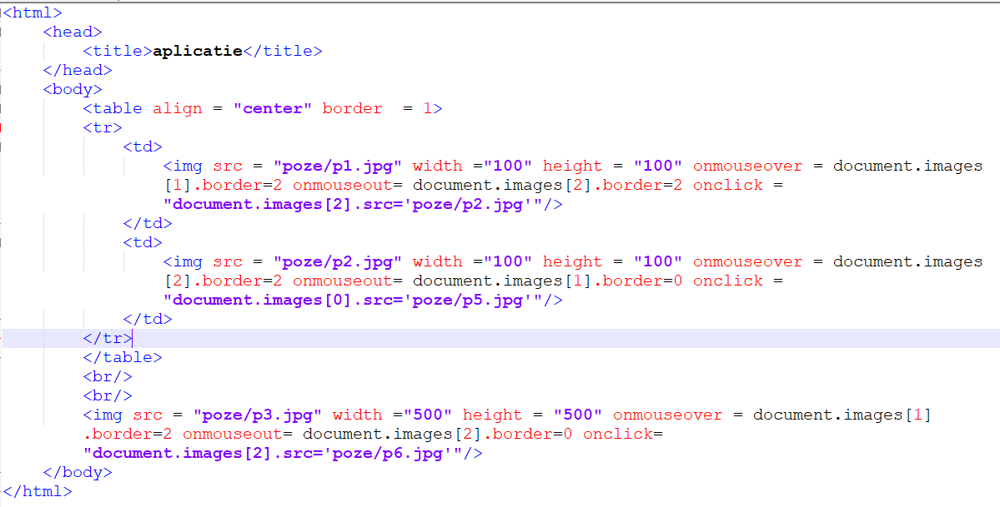 <html>
<head>
<title>aplicatie</title>
</head>
<body>
<table align = "center" border  = 1>
<tr>
<td>
<img src = "poze/p1.jpg" width ="100" height = "100" onmouseover = document.images
[1].border=2 onmouseout= document.images[2].border=2 onclick =
"document.images[2].src='poze/p2.jpg'"/>
</td>
<td>
<img src = "poze/p2.jpg" width ="100" height = "100" onmouseover = document.images
[2].border=2 onmouseout= document.images[1].border=0 onclick =
"document.images[0].src='poze/p5.jpg'"/>
</td>
</tr>
</table>
<br/>
<br/>
<img src = "poze/p3.jpg" width ="500" height = "500" onmouseover = document.images[1]
.border=2 onmouseout= document.images[2].border=0 onclick=
"document.images[2].src='poze/p6.jpg'"/>
</body>
</html>